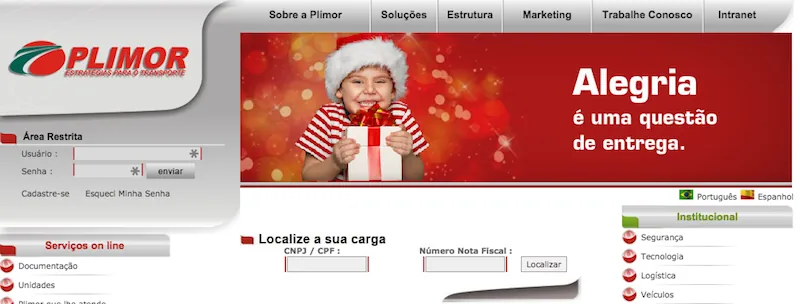 Sobre a Plimor
Soluções
Estrutura
Marketing
Trabalhe Conosco
Intranet
PLIMOR
ESTRATÉGIAS PARA O TRANSPORTE
Alegria
é uma questão
de entrega.
Área Restrita
Usuário :
Senha :
enviar
Cadastre-se Esqueci Minha Senha
Português Espanhol
Serviços on line
Documentação
Unidades
Plimor que lhe atende
Localize a sua carga
CNPJ / CPF :
Número Nota Fiscal :
Localizar
Institucional
Segurança
Tecnologia
Logística
Veículos